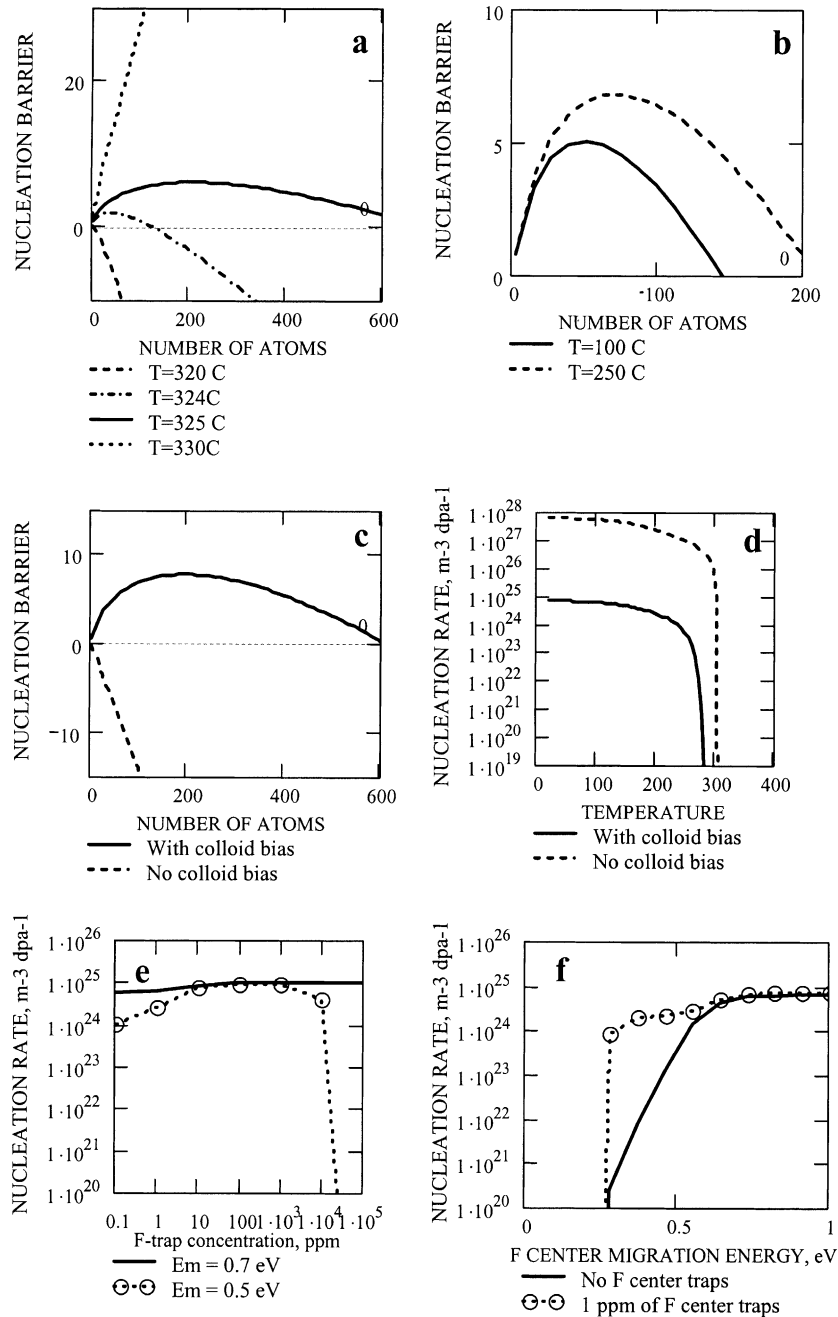 a
NUCLEATION BARRIER
20
0
0
0
200
400
600
NUMBER OF ATOMS
T=320 C
T=324C
T=325 C
T=330C
b
NUCLEATION BARRIER
10
5
0
0
0
-100
200
NUMBER OF ATOMS
T=100 C
T=250 C
c
NUCLEATION BARRIER
10
0
-10
0
0
200
400
600
NUMBER OF ATOMS
With colloid bias
No colloid bias
d
NUCLEATION RATE, m-3 dpa-1
1·10^28
1·10^27
1·10^26
1·10^25
1·10^24
1·10^23
1·10^22
1·10^21
1·10^20
1·10^19
0
100
200
300
400
TEMPERATURE
With colloid bias
No colloid bias
e
NUCLEATION RATE, m-3 dpa-1
1·10^26
1·10^25
1·10^24
1·10^23
1·10^22
1·10^21
1·10^20
0.1
1
10
100
1·10^3
1·10^4
1·10^5
F-trap concentration, ppm
Em = 0.7 eV
Em = 0.5 eV
f
NUCLEATION RATE, m-3 dpa-1
1·10^26
1·10^25
1·10^24
1·10^23
1·10^22
1·10^21
1·10^20
0
0.5
1
F CENTER MIGRATION ENERGY, eV
No F center traps
1 ppm of F center traps